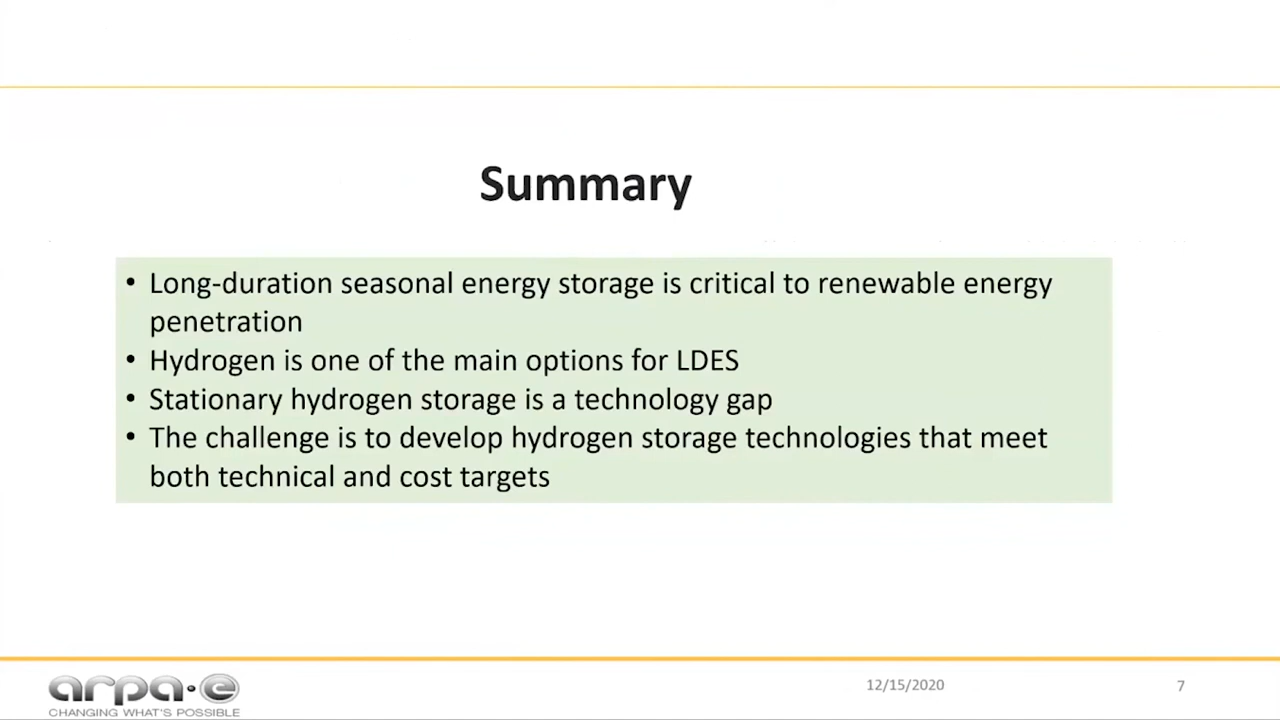 Summary
• Long-duration seasonal energy storage is critical to renewable energy
penetration
• Hydrogen is one of the main options for LDES
• Stationary hydrogen storage is a technology gap
• The challenge is to develop hydrogen storage technologies that meet
both technical and cost targets
arpa·e
CHANGING WHAT'S POSSIBLE
12/15/2020
7